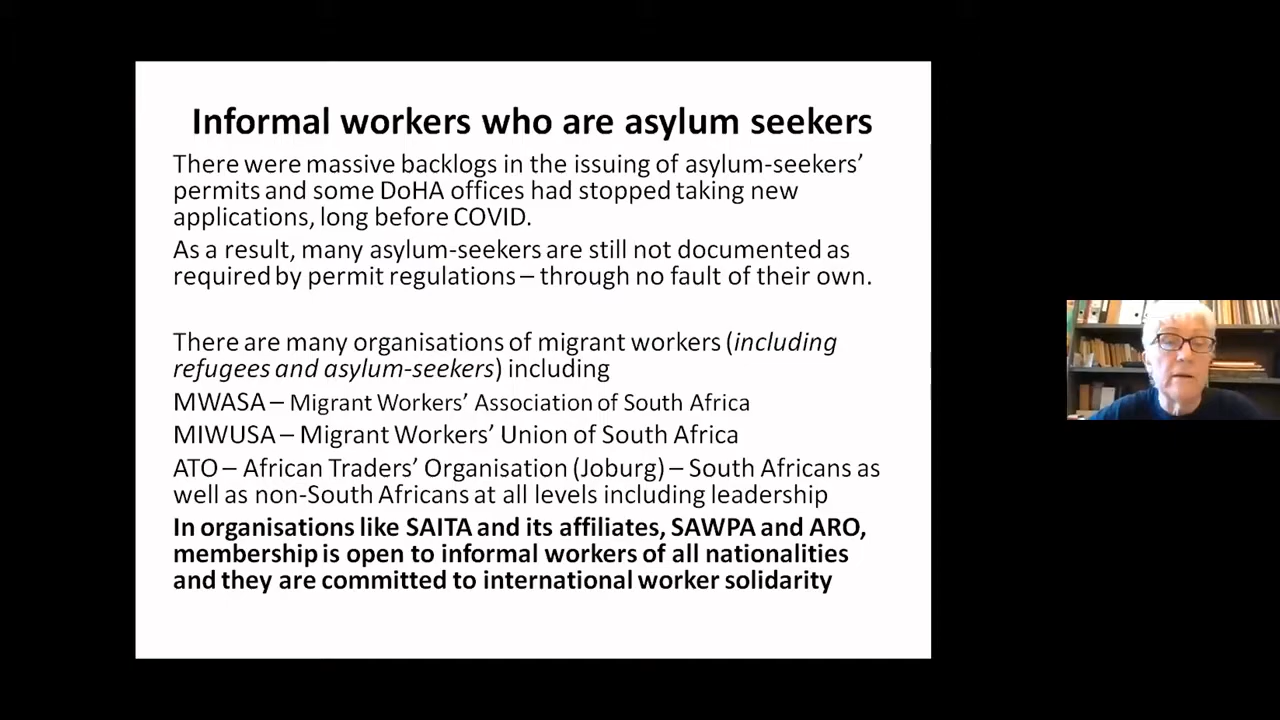 Informal workers who are asylum seekers
There were massive backlogs in the issuing of asylum-seekers’
permits and some DoHA offices had stopped taking new
applications, long before COVID.
As a result, many asylum-seekers are still not documented as
required by permit regulations – through no fault of their own.
There are many organisations of migrant workers (including
refugees and asylum-seekers) including
MWASA – Migrant Workers’ Association of South Africa
MIWUSA – Migrant Workers’ Union of South Africa
ATO – African Traders’ Organisation (Joburg) – South Africans as
well as non-South Africans at all levels including leadership
In organisations like SAITA and its affiliates, SAWPA and ARO,
membership is open to informal workers of all nationalities
and they are committed to international worker solidarity